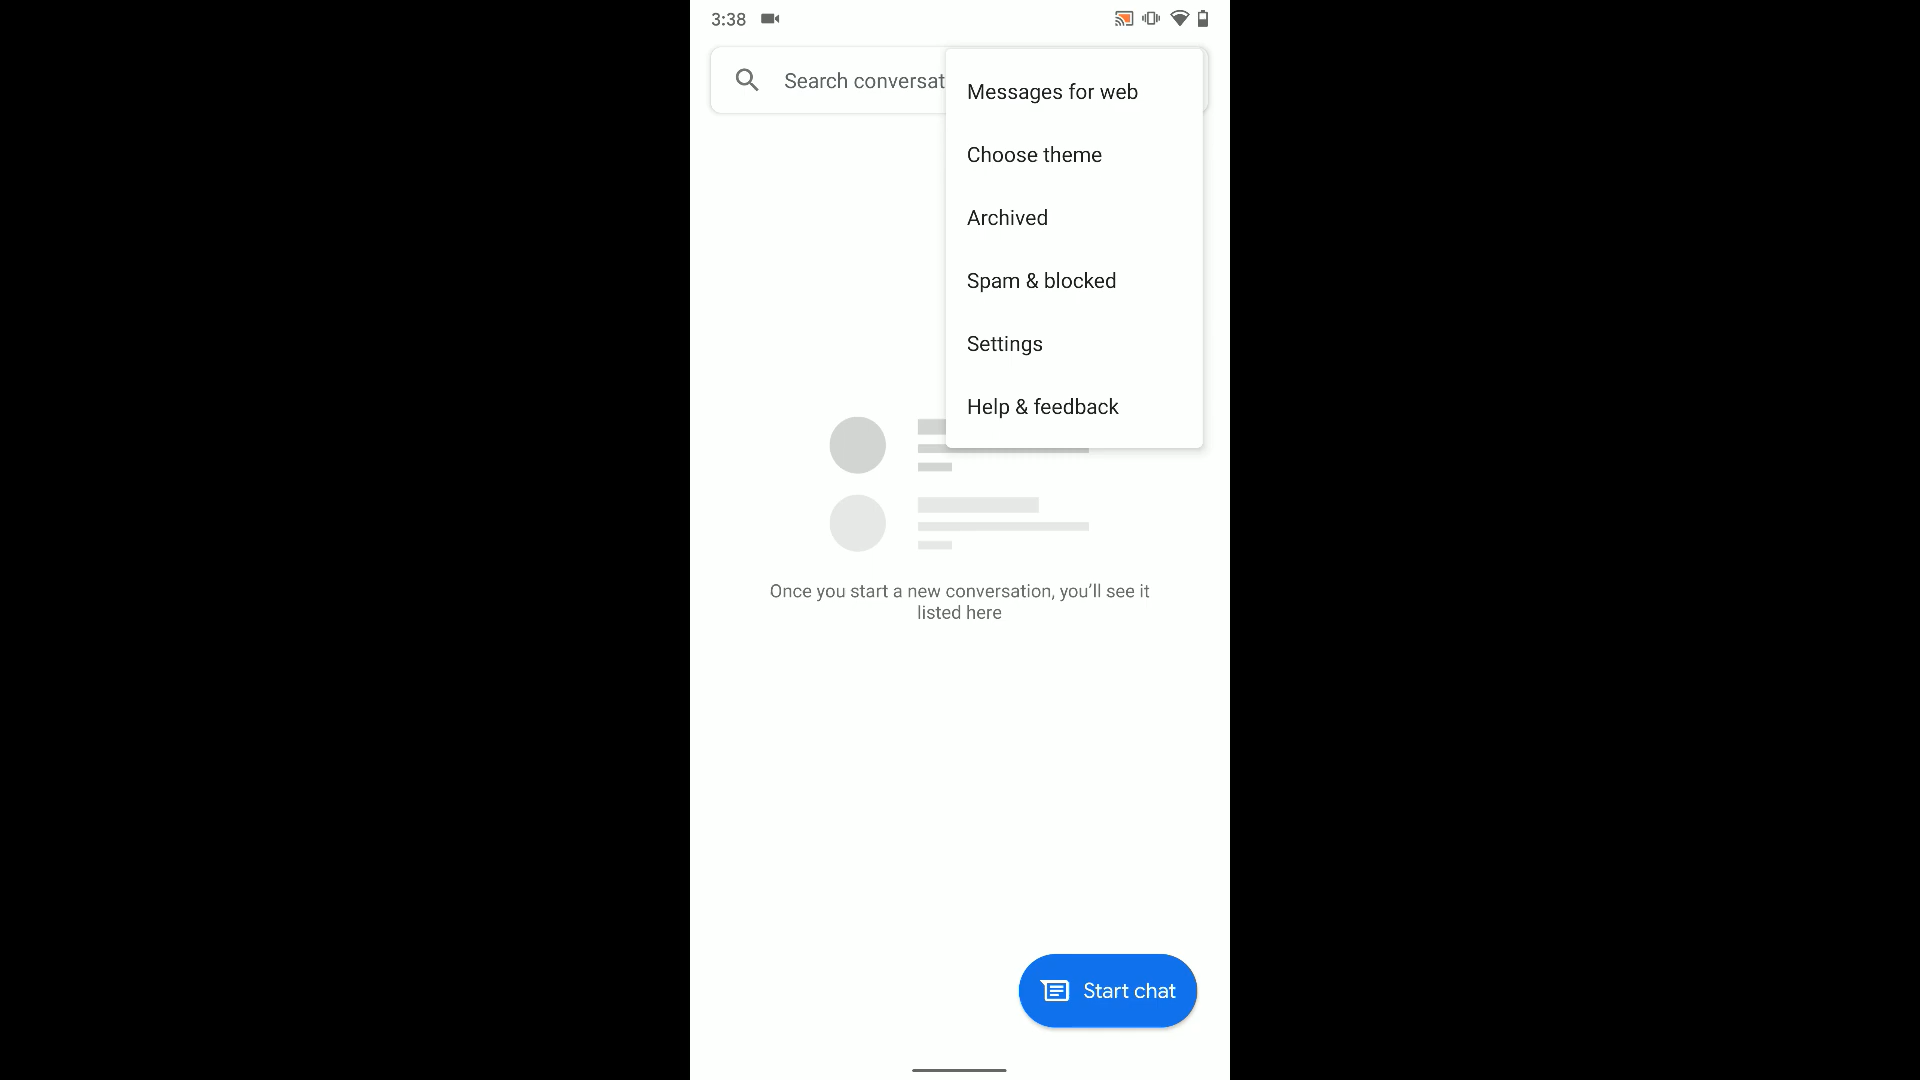 3:38
Search conversat
Messages for web
Choose theme
Archived
Spam & blocked
Settings
Help & feedback
Once you start a new conversation, you’ll see it
listed here
Start chat